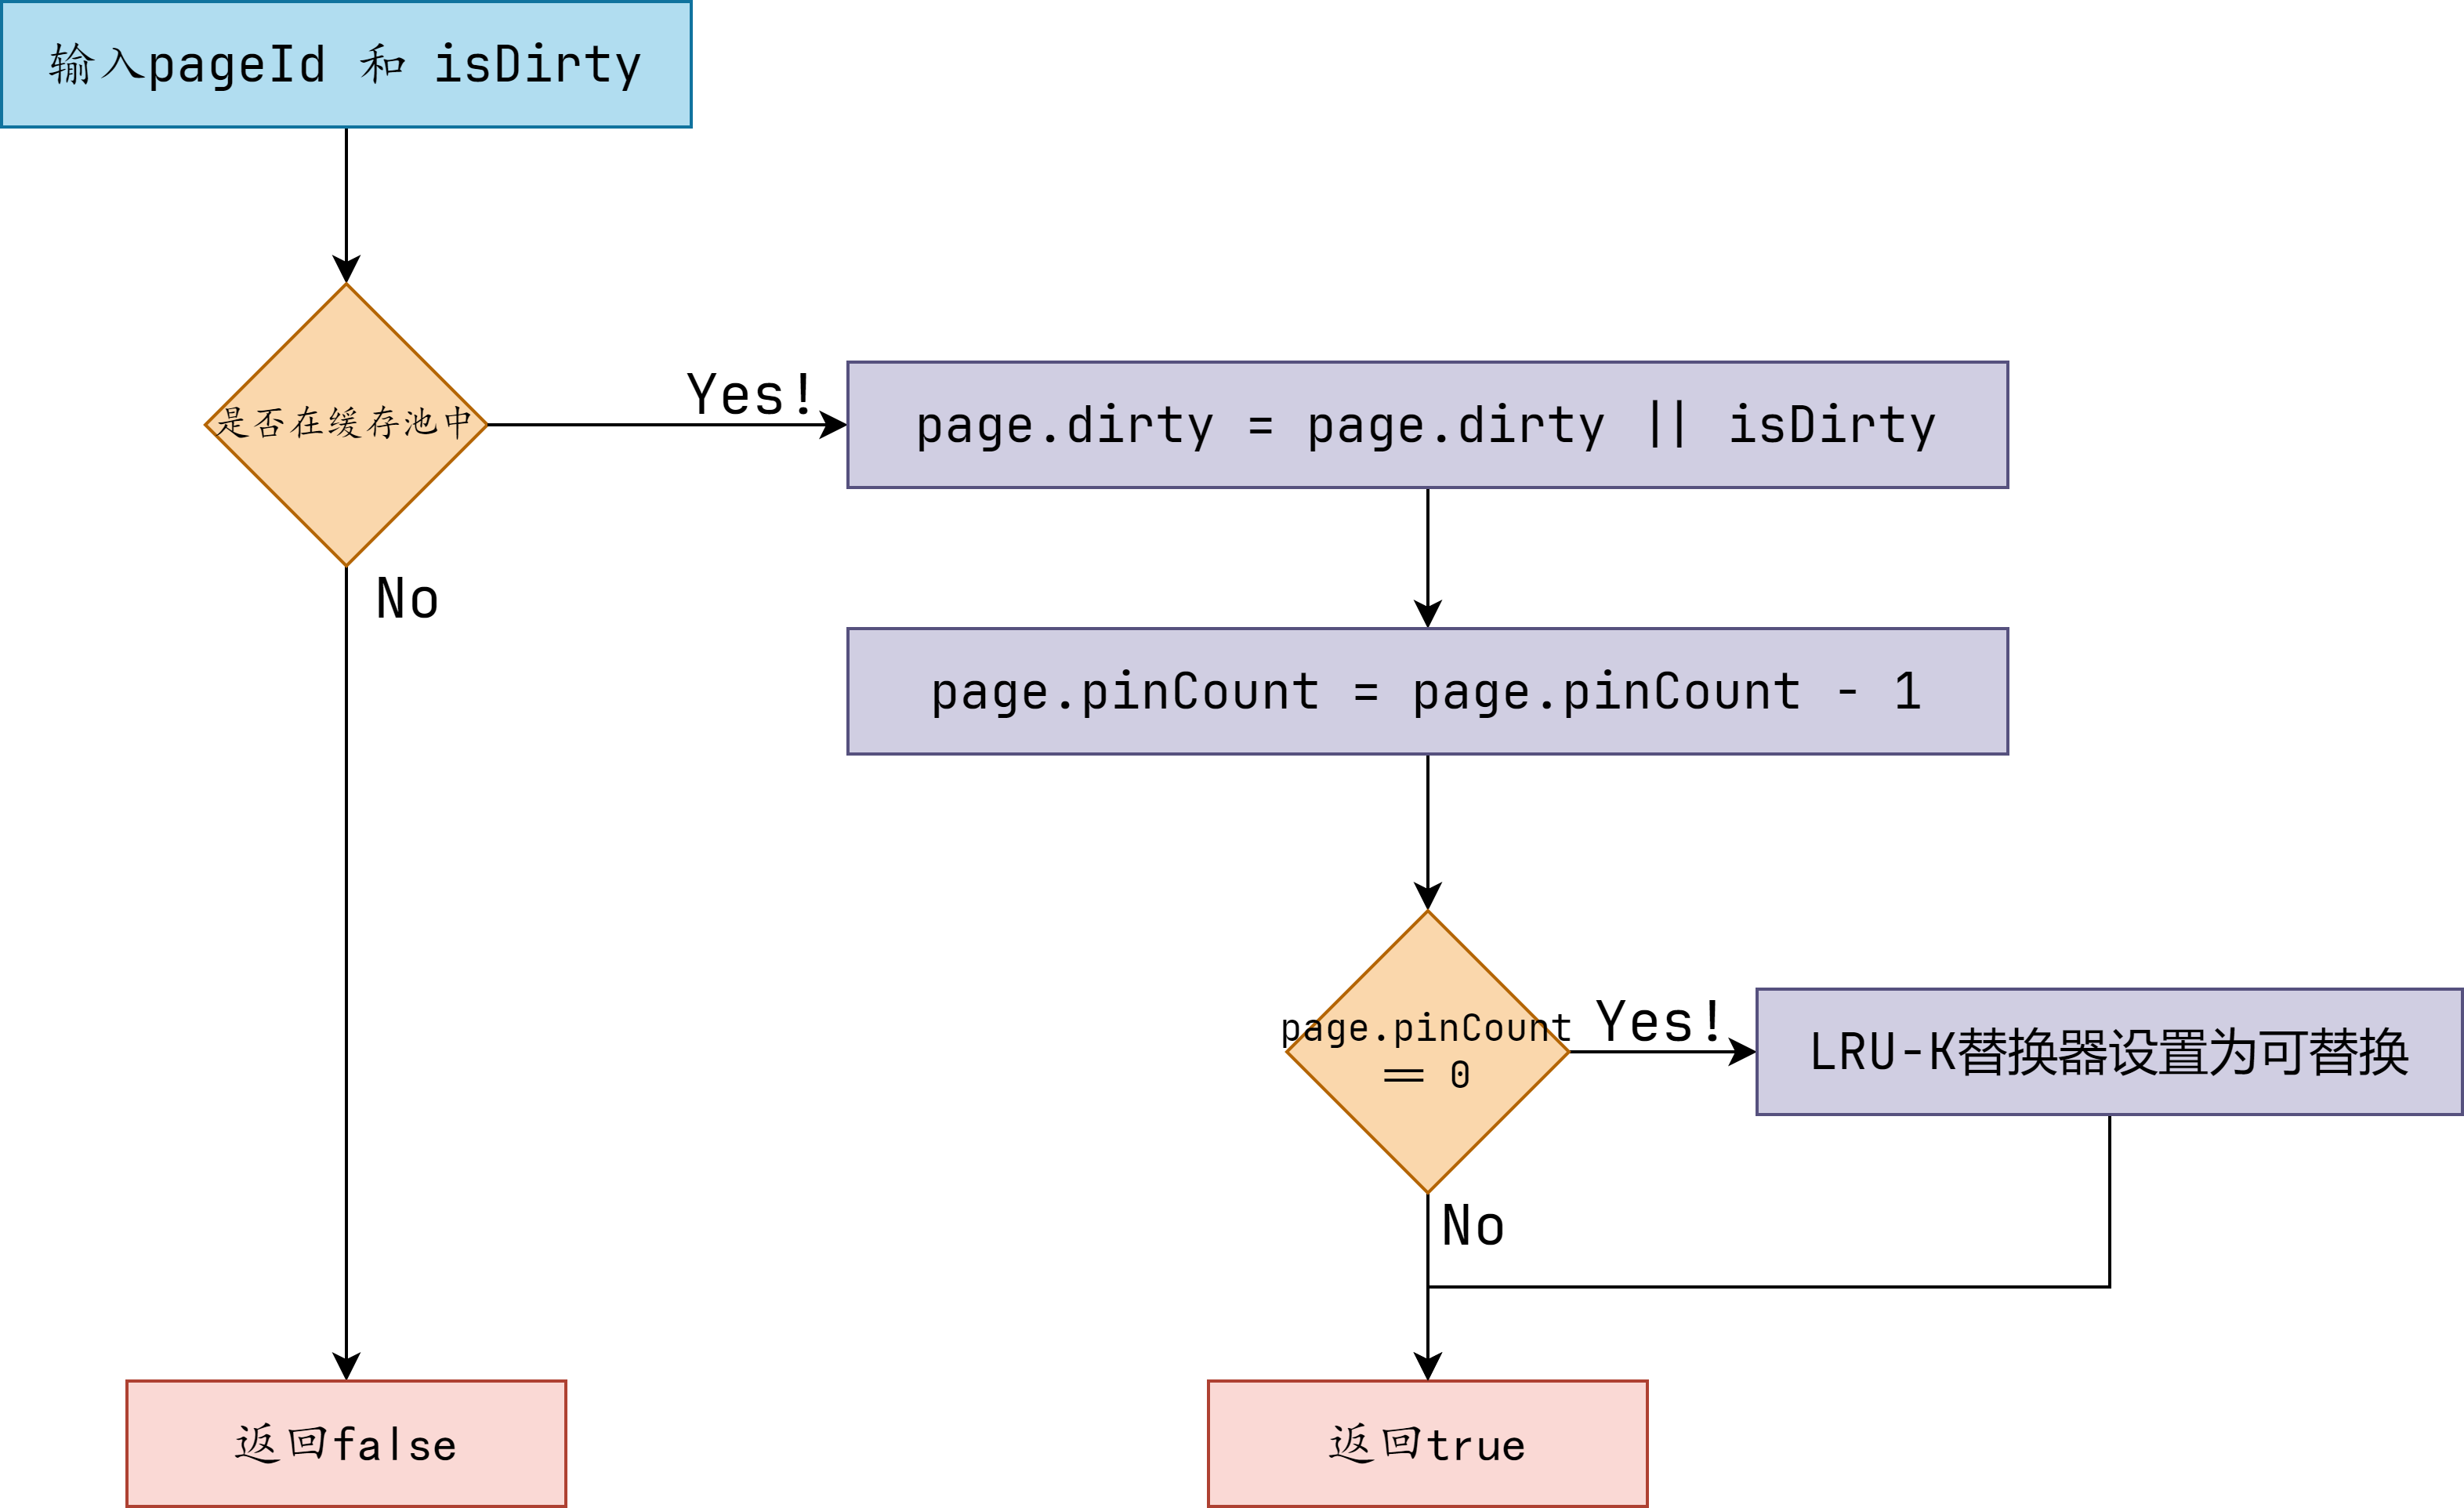 输入pageId 和 isDirty
是否在缓存池中
Yes!
page.dirty = page.dirty || isDirty
No
page.pinCount = page.pinCount - 1
page.pinCount
== 0
Yes!
LRU-K替换器设置为可替换
No
返回false
返回true